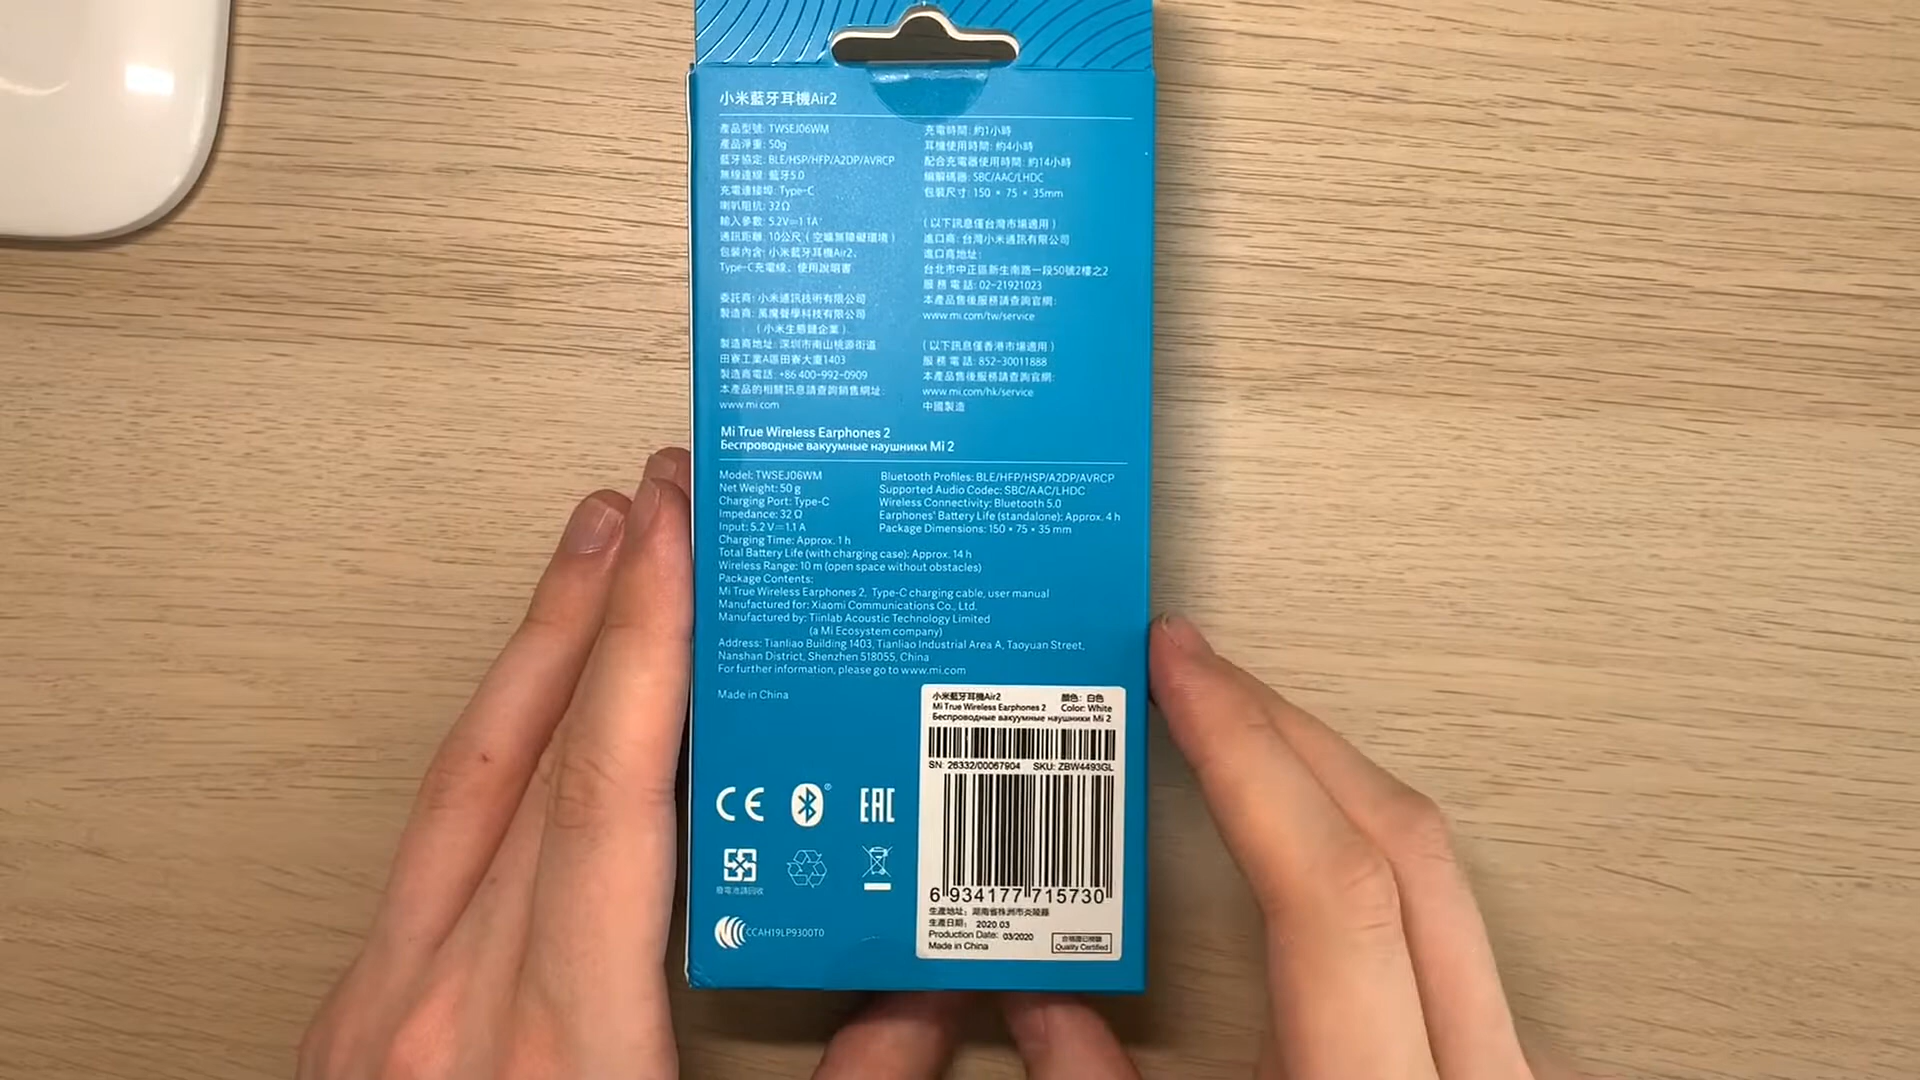 小米藍牙耳機Air2
產品型號: TWSEJ06WM
產品淨重: 50g
藍牙協定: BLE/HSP/HFP/A2DP/AVRCP
無線連線: 藍牙5.0
充電連接埠: Type-C
喇叭阻抗: 32Ω
輸入參數: 5.2V⎓1.1A
通訊距離: 10公尺（空曠無障礙環境）
包裝內含: 小米藍牙耳機Air2、
Type-C充電線、使用說明書
委託商: 小米通訊技術有限公司
製造商: 萬魔聲學科技有限公司
（小米生態鏈企業）
製造商地址: 深圳市南山桃源街道
田寮工業A區田寮大廈1403
製造商電話: +86 400-992-0909
本產品的相關訊息請查詢銷售網址:
www.mi.com
充電時間: 約1小時
耳機使用時間: 約4小時
配合充電器使用時間: 約14小時
編解碼器: SBC/AAC/LHDC
包裝尺寸: 150 * 75 * 35mm
（以下訊息僅台灣市場適用）
進口商: 台灣小米通訊有限公司
進口商地址:
台北市中正區新生南路一段50號2樓之2
服務電話: 02-21921023
本產品售後服務請查詢官網:
www.mi.com/tw/service
（以下訊息僅香港市場適用）
服務電話: 852-30011888
本產品售後服務請查詢官網:
www.mi.com/hk/service
中國製造
Mi True Wireless Earphones 2
Беспроводные вакуумные наушники Mi 2
Model: TWSEJ06WM
Net Weight: 50 g
Charging Port: Type-C
Impedance: 32 Ω
Input: 5.2 V⎓1.1 A
Charging Time: Approx. 1 h
Bluetooth Profiles: BLE/HFP/HSP/A2DP/AVRCP
Supported Audio Codec: SBC/AAC/LHDC
Wireless Connectivity: Bluetooth 5.0
Earphones' Battery Life (standalone): Approx. 4 h
Package Dimensions: 150 * 75 * 35 mm
Total Battery Life (with charging case): Approx. 14 h
Wireless Range: 10 m (open space without obstacles)
Package Contents:
Mi True Wireless Earphones 2, Type-C charging cable, user manual
Manufactured for: Xiaomi Communications Co., Ltd.
Manufactured by: Tiinlab Acoustic Technology Limited
(a Mi Ecosystem company)
Address: Tianliao Building 1403, Tianliao Industrial Area A, Taoyuan Street,
Nanshan District, Shenzhen 518055, China
For further information, please go to www.mi.com
Made in China
CE
EAC
廢電池請回收
CCAH19LP9300T0
小米藍牙耳機Air2 顏色: 白色
Mi True Wireless Earphones 2 Color: White
Беспроводные вакуумные наушники Mi 2
SN: 26332/00067904 SKU: ZBW4493GL
6 934177 715730
生產地址: 湖南省株洲市炎陵縣
生產日期: 2020.03
Production Date: 03/2020
Made in China
Quality Certified